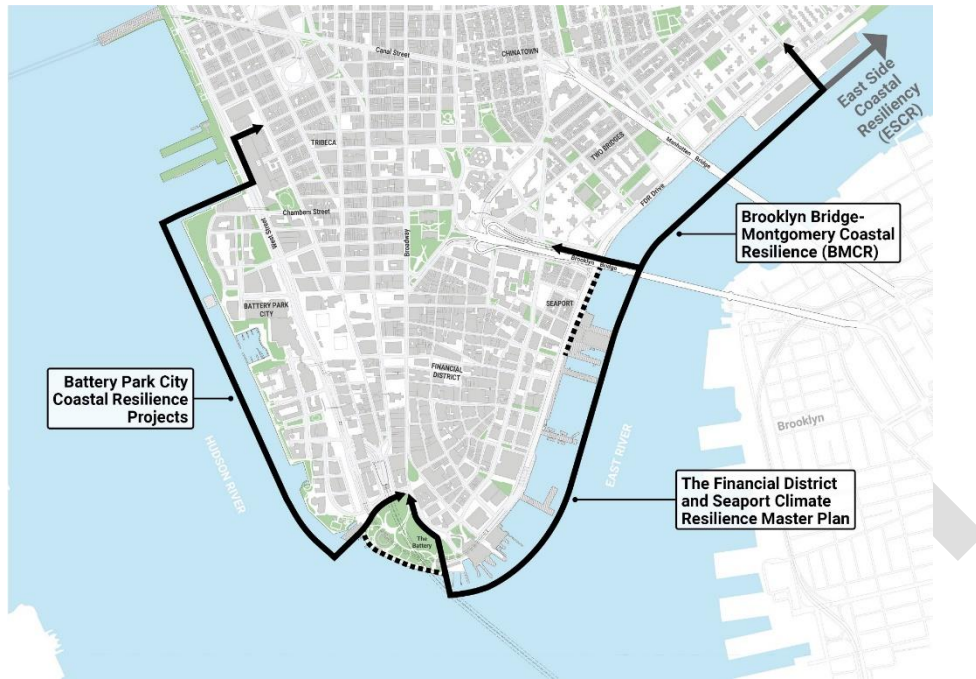 Canal Street
CHINATOWN
East Side
Coastal
Resiliency
(ESCR)
TRIBECA
TWO BRIDGES
Manhattan Bridge
FDR Drive
Chambers Street
West Street
Broadway
Brooklyn Bridge
Brooklyn Bridge-
Montgomery Coastal
Resilience (BMCR)
SEAPORT
BATTERY PARK
CITY
FINANCIAL
DISTRICT
Battery Park City
Coastal Resilience
Projects
Brooklyn
HUDSON RIVER
EAST RIVER
The Financial District
and Seaport Climate
Resilience Master Plan
The
Battery